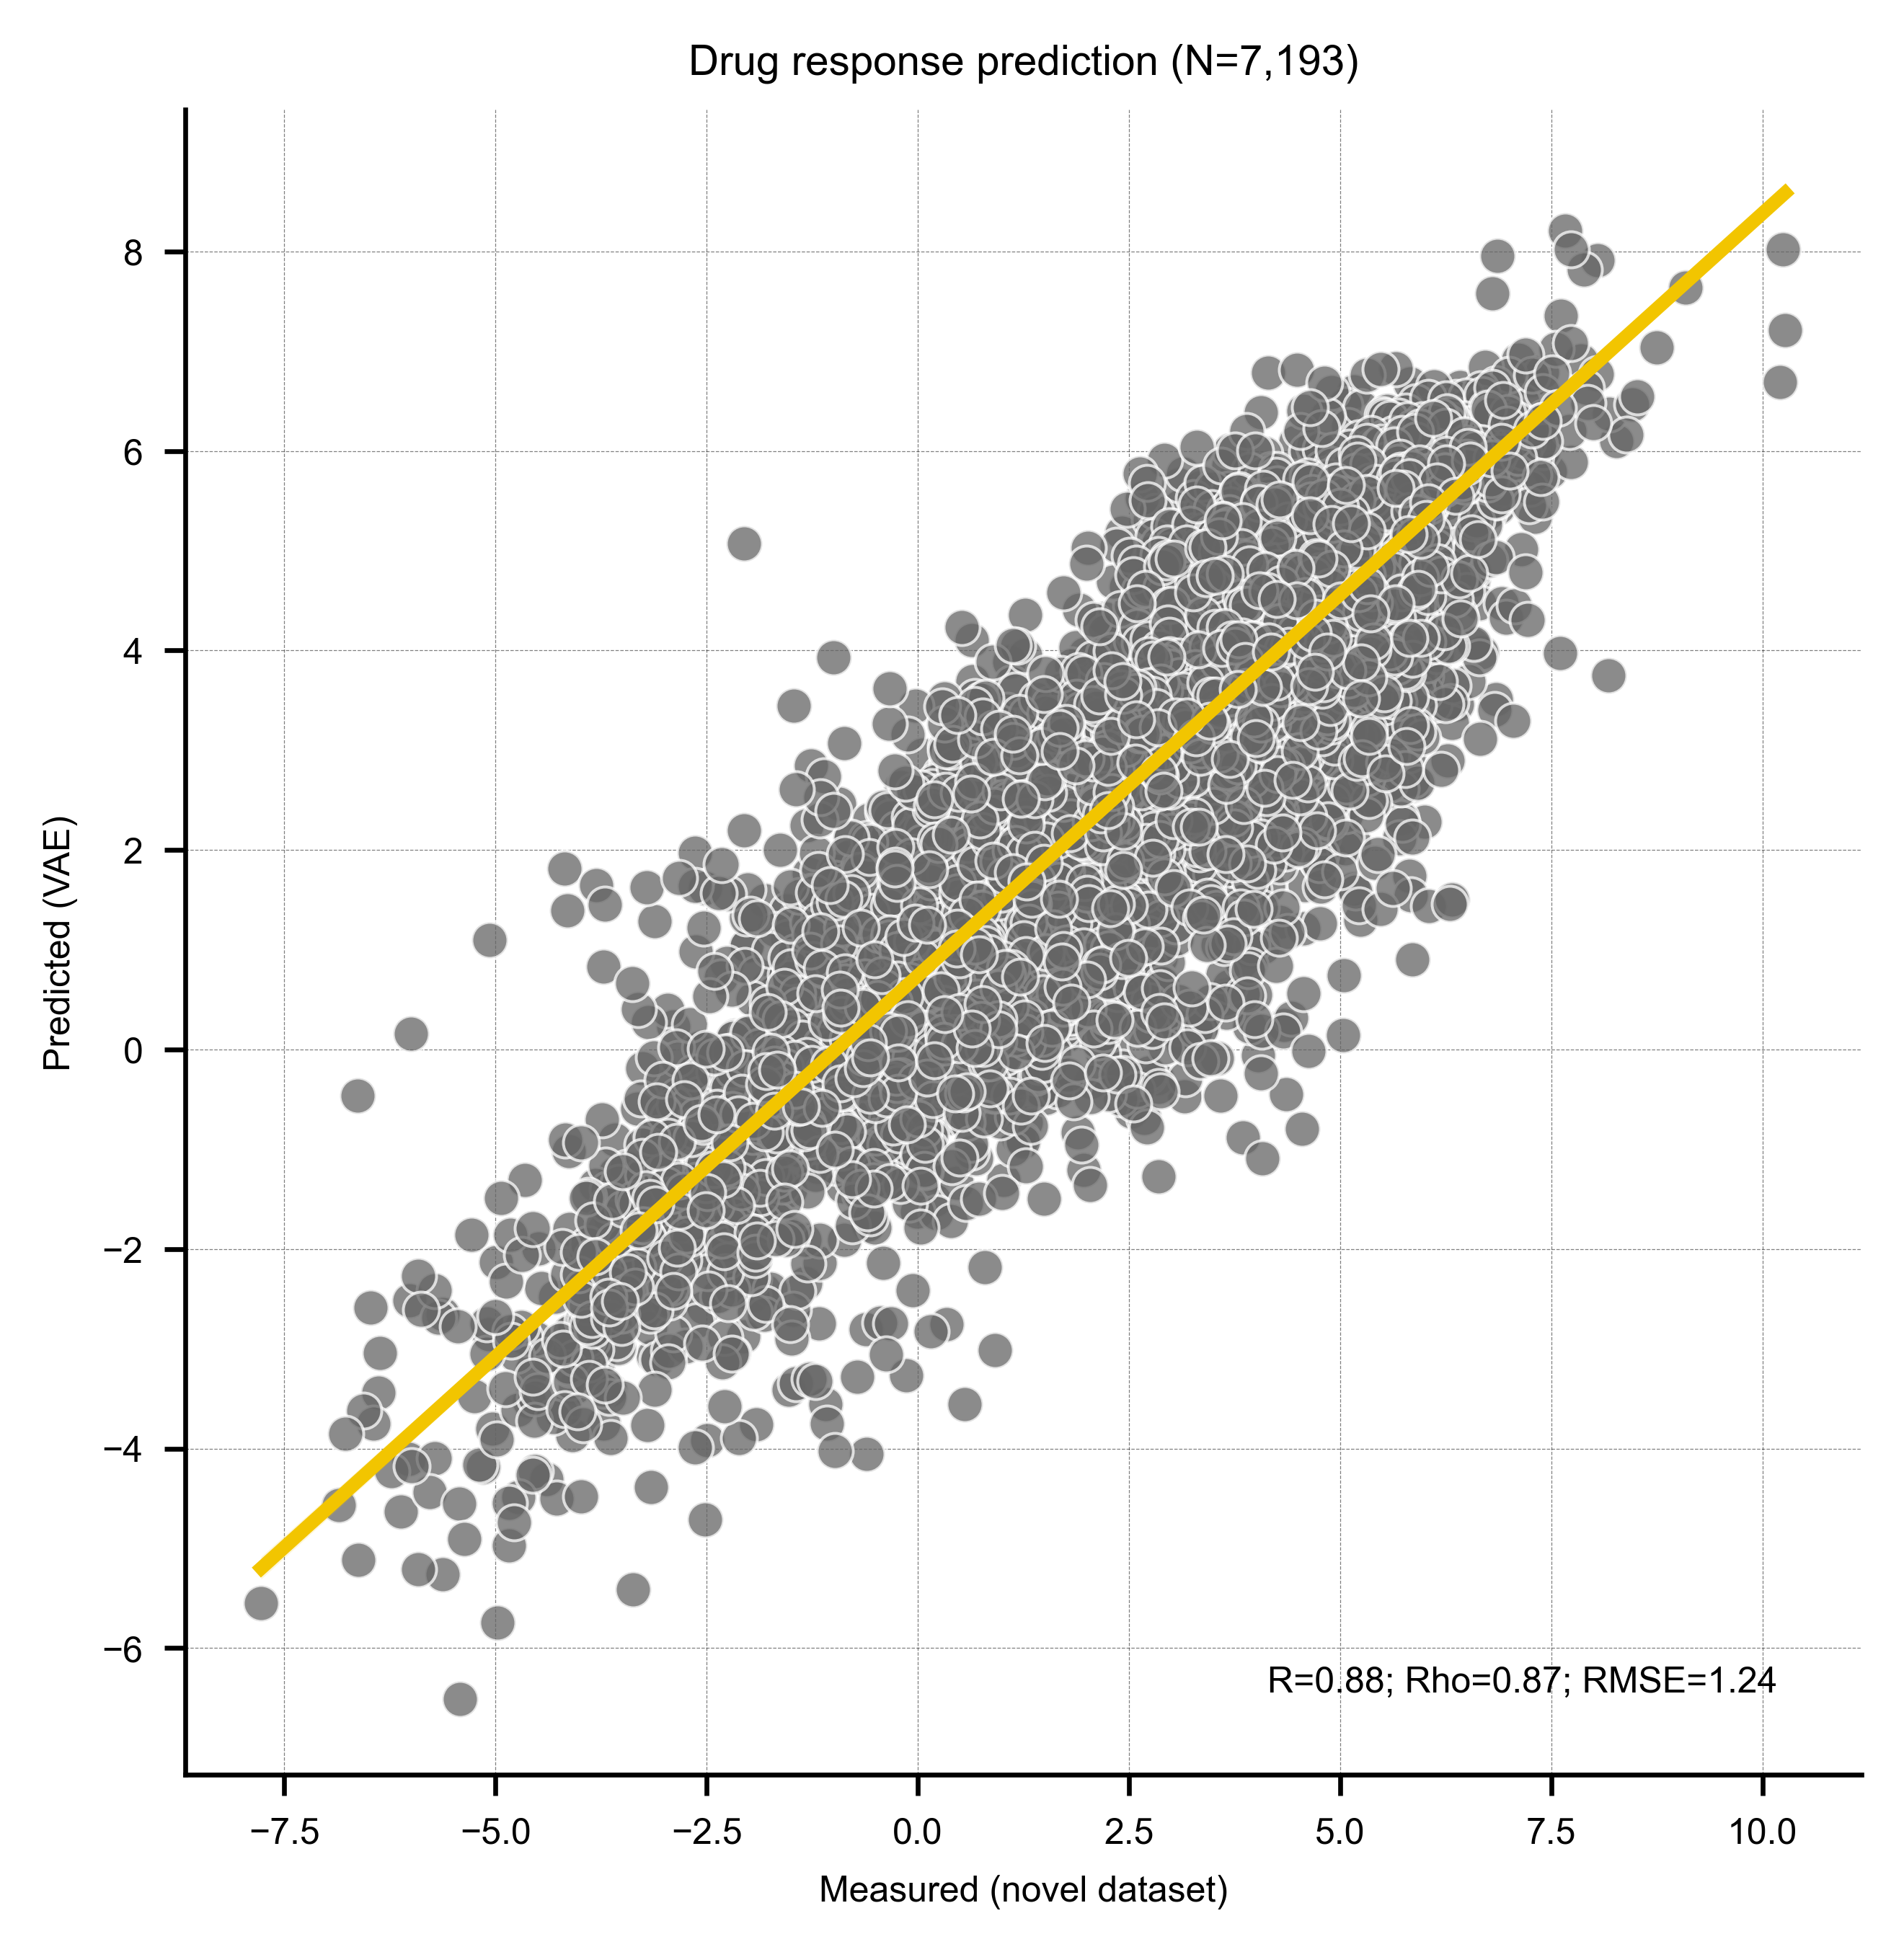 Drug response prediction (N=7,193)
8
6
4
2
0
−2
−4
−6
Predicted (VAE)
R=0.88; Rho=0.87; RMSE=1.24
−7.5 −5.0 −2.5 0.0 2.5 5.0 7.5 10.0
Measured (novel dataset)